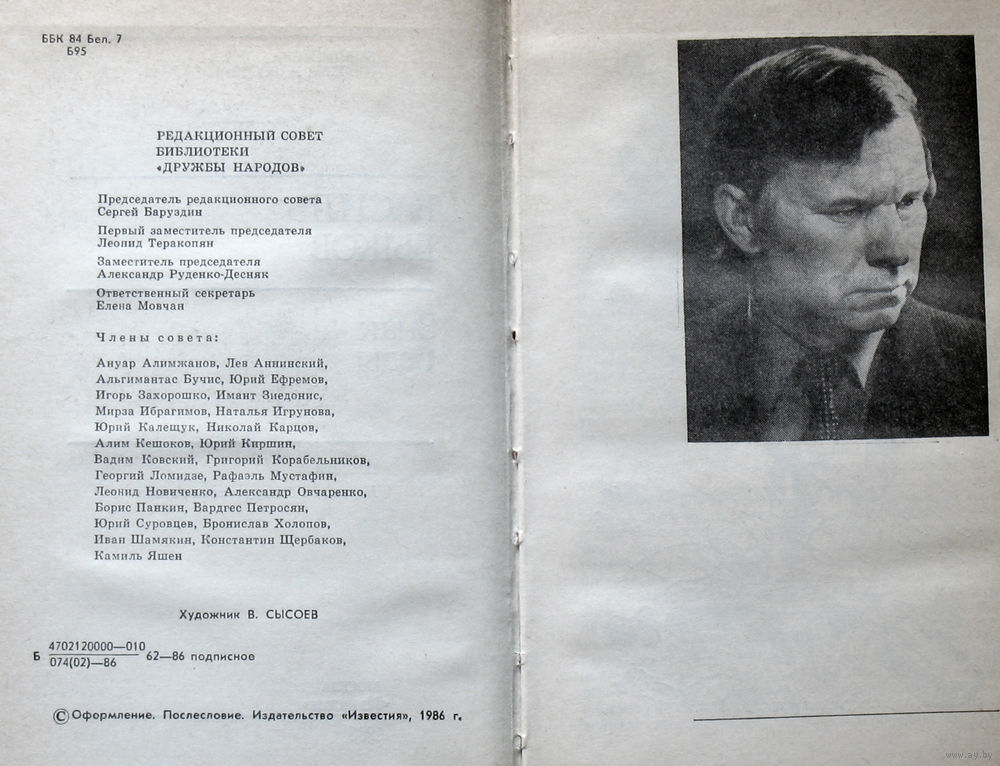 ББК 84 Бел. 7
Б95
РЕДАКЦИОННЫЙ СОВЕТ
БИБЛИОТЕКИ
«ДРУЖБЫ НАРОДОВ»
Председатель редакционного совета
Сергей Баруздин
Первый заместитель председателя
Леонид Теракопян
Заместитель председателя
Александр Руденко-Десняк
Ответственный секретарь
Елена Мовчан
Члены совета:
Ануар Алимжанов, Лев Аннинский,
Альгимантас Бучис, Юрий Ефремов,
Игорь Захорошко, Имант Зиедонис,
Мирза Ибрагимов, Наталья Игрунова,
Юрий Калещук, Николай Карцов,
Алим Кешоков, Юрий Киршин,
Вадим Ковский, Григорий Корабельников,
Георгий Ломидзе, Рафаэль Мустафин,
Леонид Новиченко, Александр Овчаренко,
Борис Панкин, Вардгес Петросян,
Юрий Суровцев, Бронислав Холопов,
Иван Шамякин, Константин Щербаков,
Камиль Яшен
Художник В. СЫСОЕВ
Б 4702120000—010
074(02)—86 62—86 подписное
© Оформление. Послесловие. Издательство «Известия», 1986 г.
www.ay.by